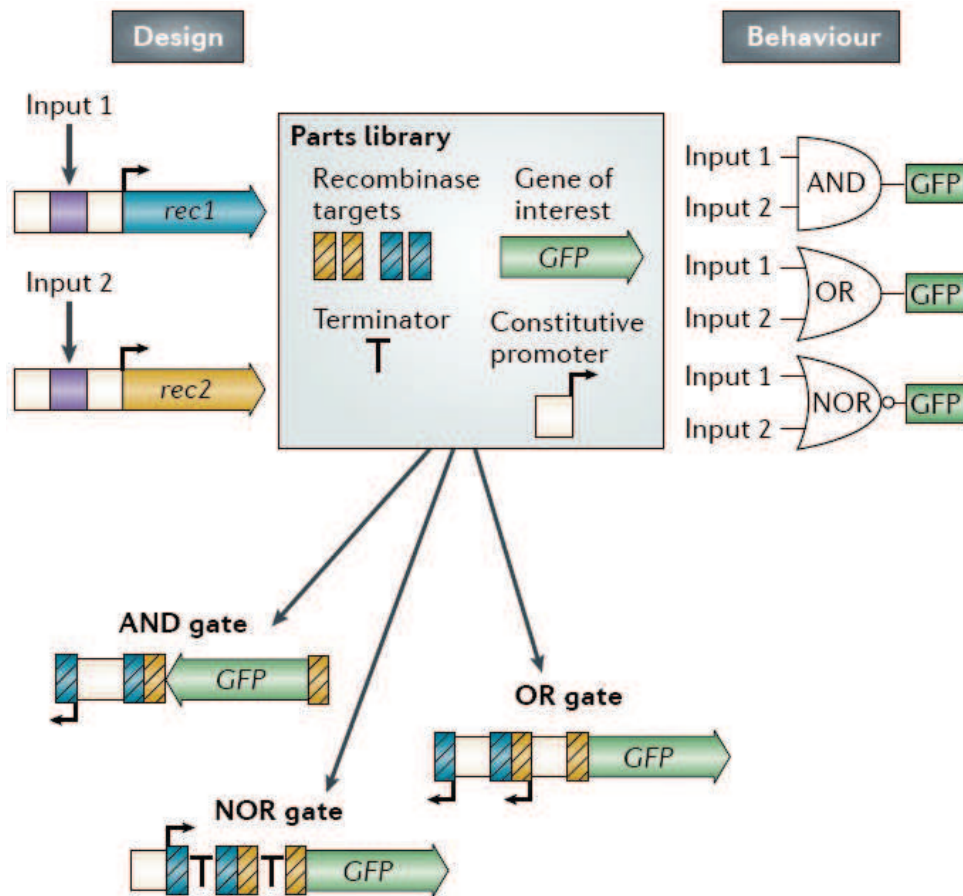 Design
Behaviour
Input 1
rec1
Input 2
rec2
Parts library
Recombinase
targets
Gene of
interest
GFP
Terminator
Constitutive
promoter
Input 1
Input 2
AND
GFP
Input 1
Input 2
OR
GFP
Input 1
Input 2
NOR
GFP
AND gate
GFP
OR gate
GFP
NOR gate
GFP